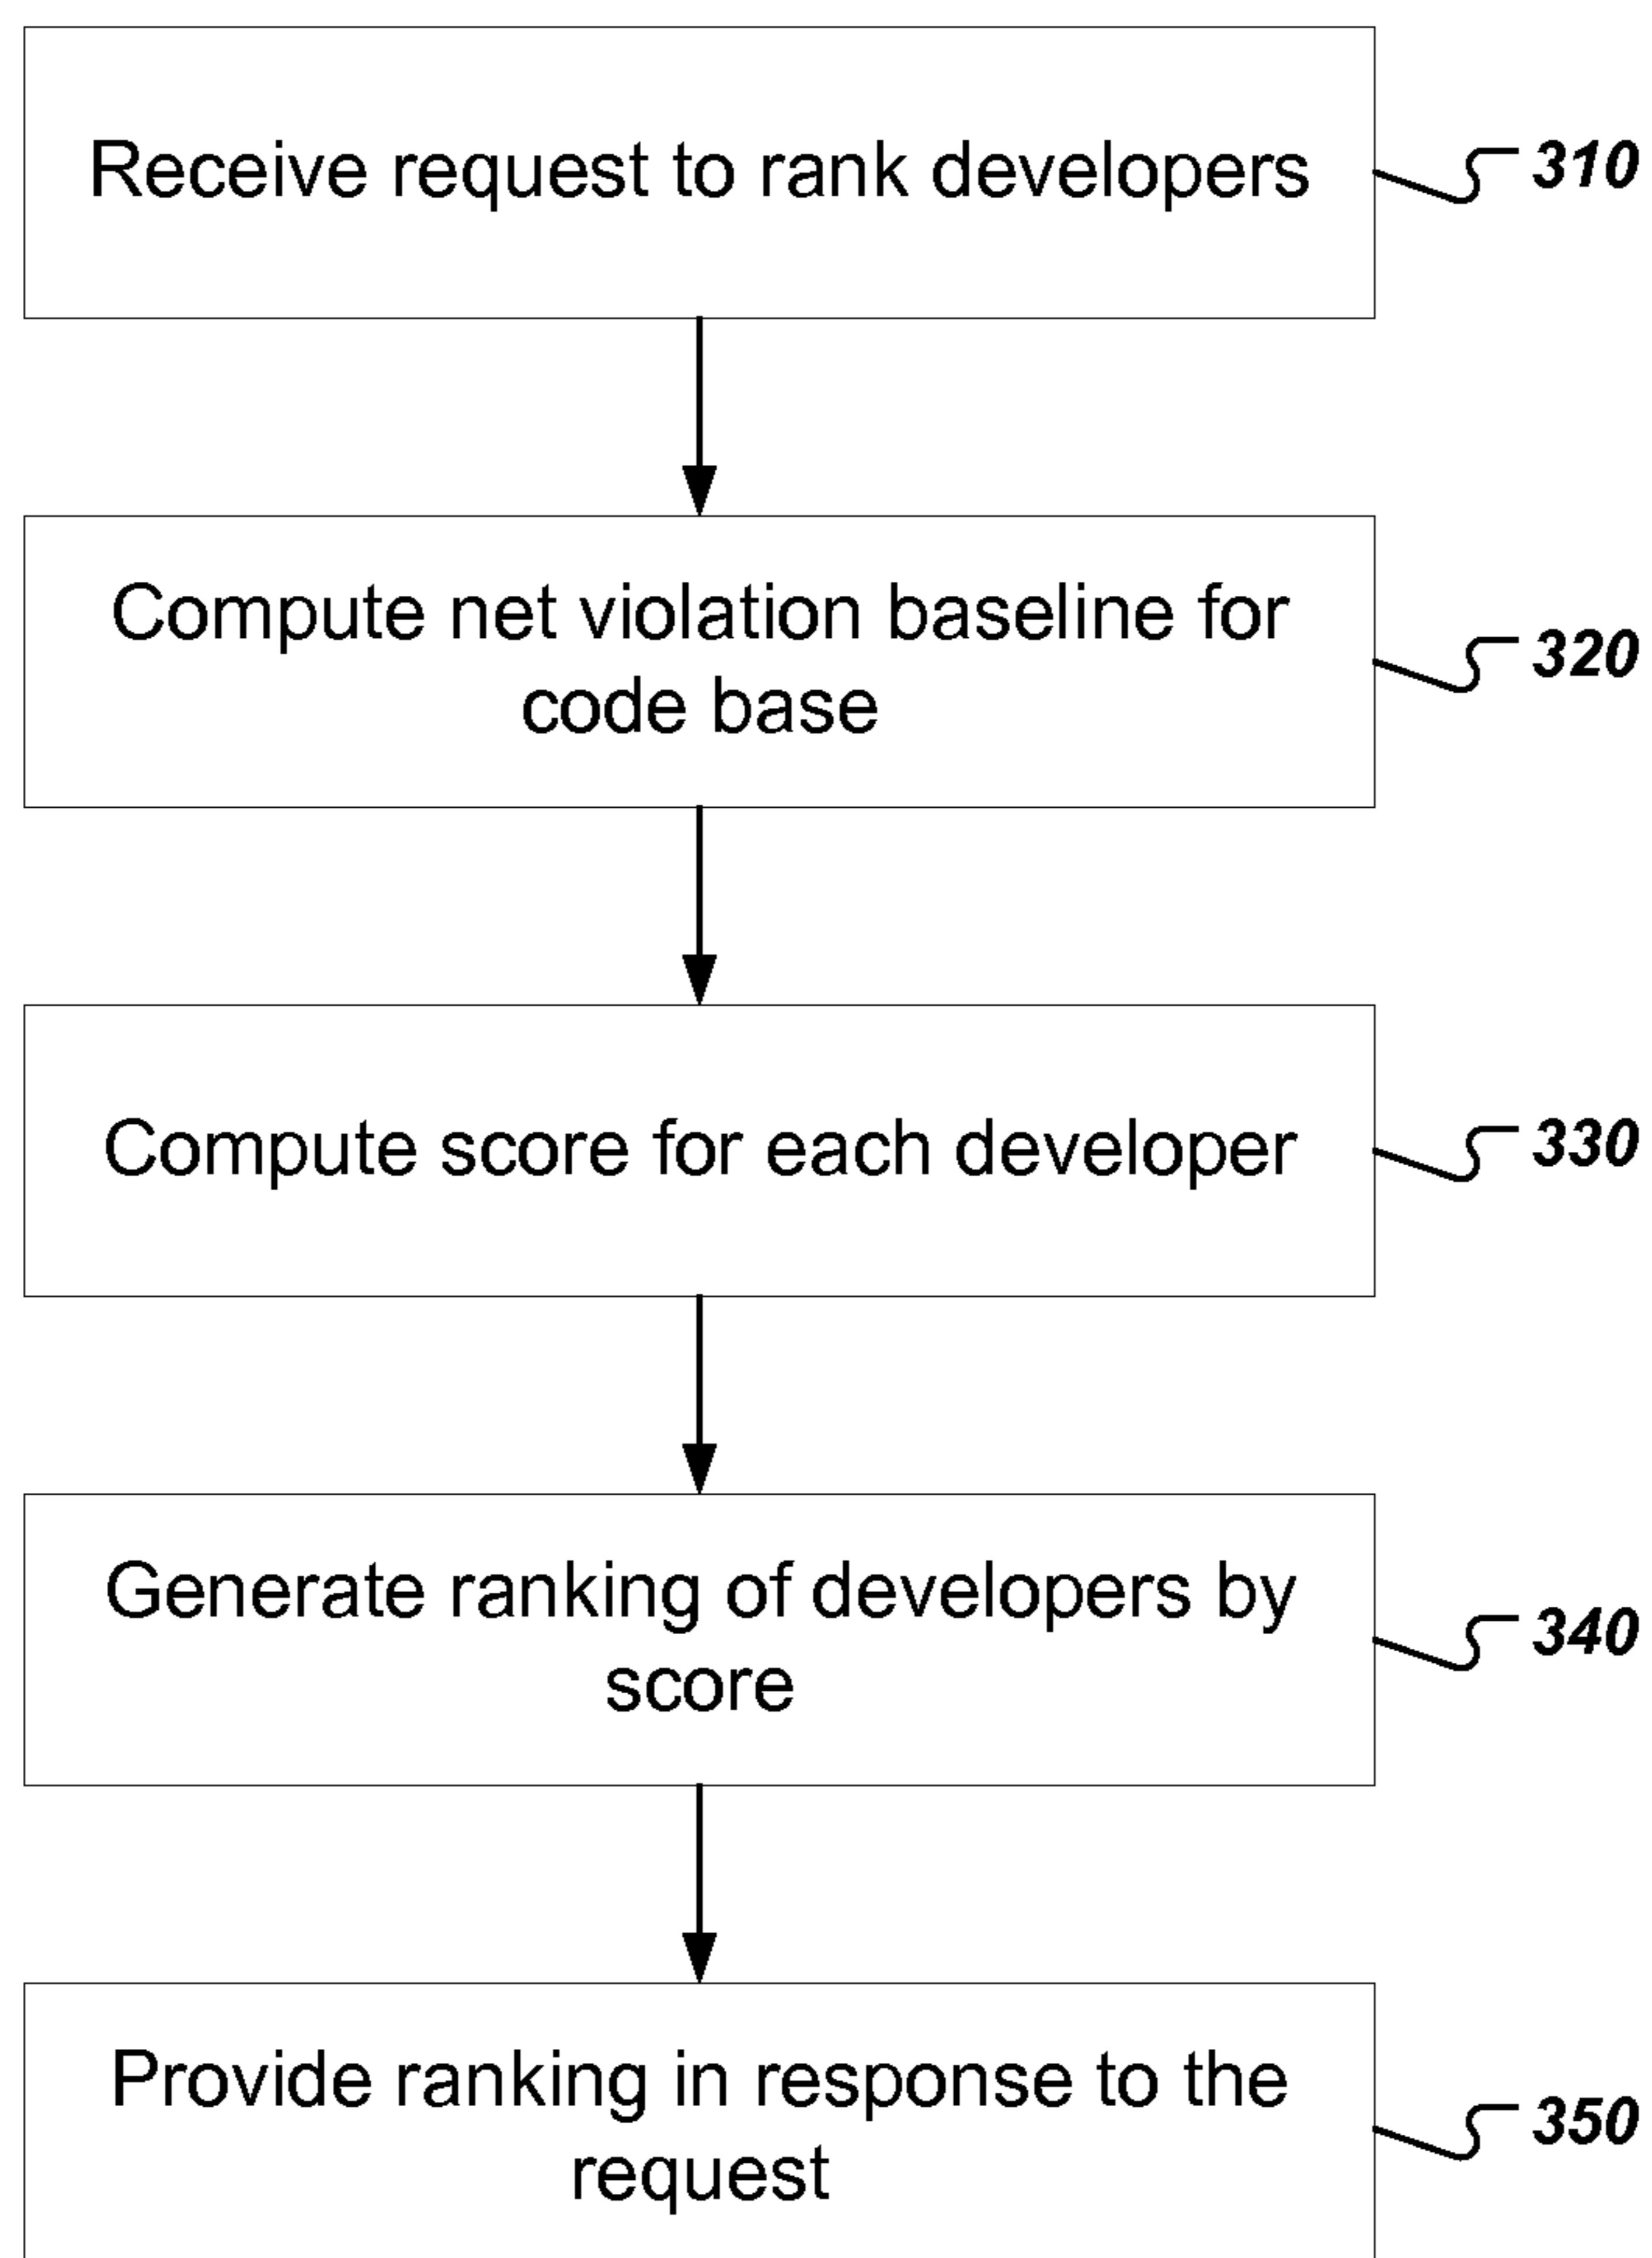 Receive request to rank developers
310
Compute net violation baseline for
code base
320
Compute score for each developer
330
Generate ranking of developers by
score
340
Provide ranking in response to the
request
350